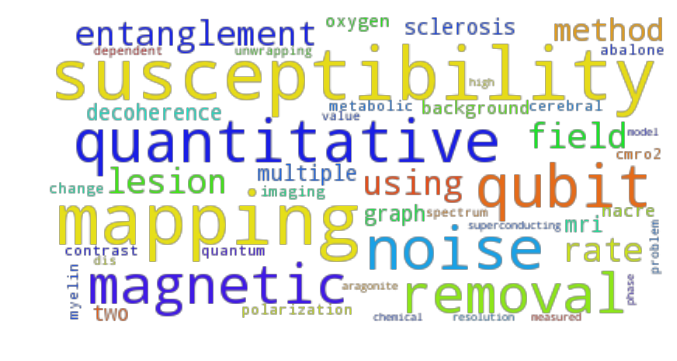 entanglement oxygen sclerosis method
dependent unwrapping abalone
susceptibility
high
decoherence metabolic background cerebral
value
quantitative field model
cmro2
change lesion multiple using qubit
imaging
mapping graph spectrum nacre
superconducting mri
contrast quantum noise rate problem
dis
myelin magnetic aragonite removal phase
two polarization chemical resolution measured